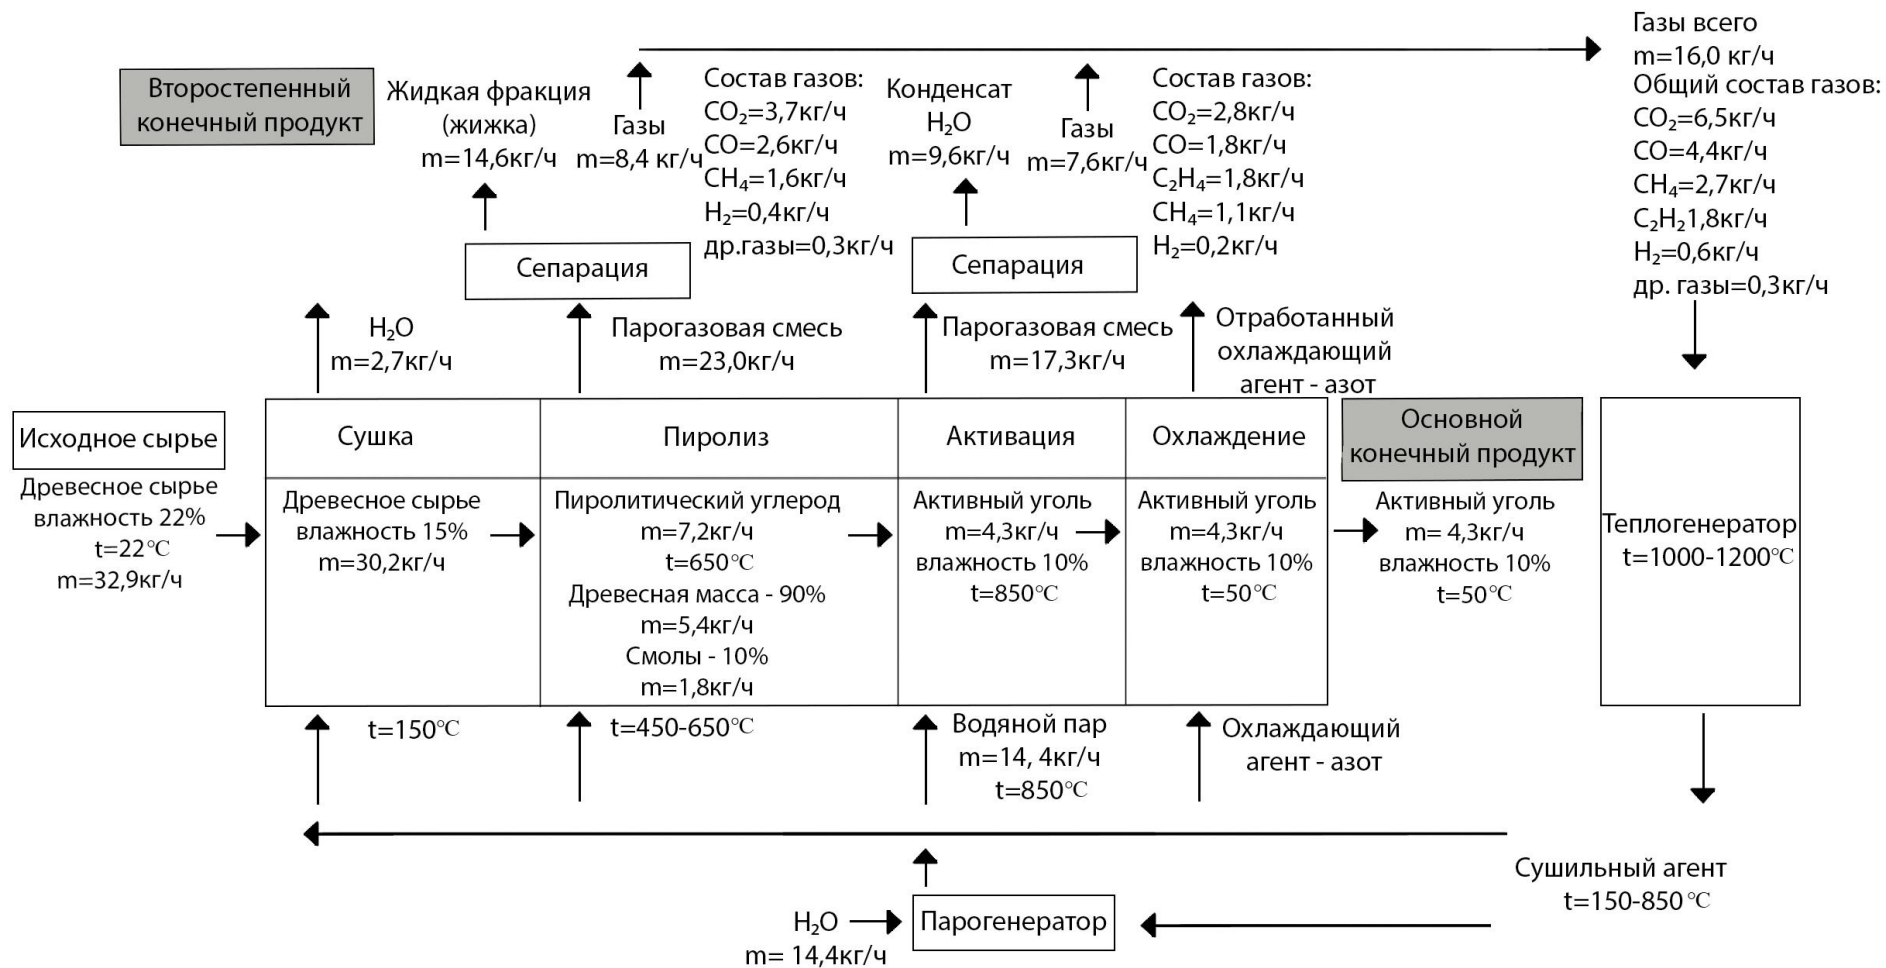 Второстепенный
конечный продукт
Жидкая фракция
(жижка)
m=14,6кг/ч
Газы
m=8,4 кг/ч
Состав газов:
CO₂=3,7кг/ч
CO=2,6кг/ч
CH₄=1,6кг/ч
H₂=0,4кг/ч
др.газы=0,3кг/ч
Конденсат
H₂O
m=9,6кг/ч
Газы
m=7,6кг/ч
Состав газов:
CO₂=2,8кг/ч
CO=1,8кг/ч
C₂H₄=1,8кг/ч
CH₄=1,1кг/ч
H₂=0,2кг/ч
Газы всего
m=16,0 кг/ч
Общий состав газов:
CO₂=6,5кг/ч
CO=4,4кг/ч
CH₄=2,7кг/ч
C₂H₂1,8кг/ч
H₂=0,6кг/ч
др. газы=0,3кг/ч
Сепарация
Сепарация
H₂O
m=2,7кг/ч
Парогазовая смесь
m=23,0кг/ч
Парогазовая смесь
m=17,3кг/ч
Отработанный
охлаждающий
агент - азот
Исходное сырье
Древесное сырье
влажность 22%
t=22℃
m=32,9кг/ч
Сушка
Древесное сырье
влажность 15%
m=30,2кг/ч
Пиролиз
Пиролитический углерод
m=7,2кг/ч
t=650℃
Древесная масса - 90%
m=5,4кг/ч
Смолы - 10%
m=1,8кг/ч
Активация
Активный уголь
m=4,3кг/ч
влажность 10%
t=850℃
Охлаждение
Активный уголь
m=4,3кг/ч
влажность 10%
t=50℃
Основной
конечный продукт
Активный уголь
m= 4,3кг/ч
влажность 10%
t=50℃
Теплогенератор
t=1000-1200℃
t=150℃
t=450-650℃
Водяной пар
m=14, 4кг/ч
t=850℃
Охлаждающий
агент - азот
Сушильный агент
t=150-850℃
H₂O
m= 14,4кг/ч
Парогенератор